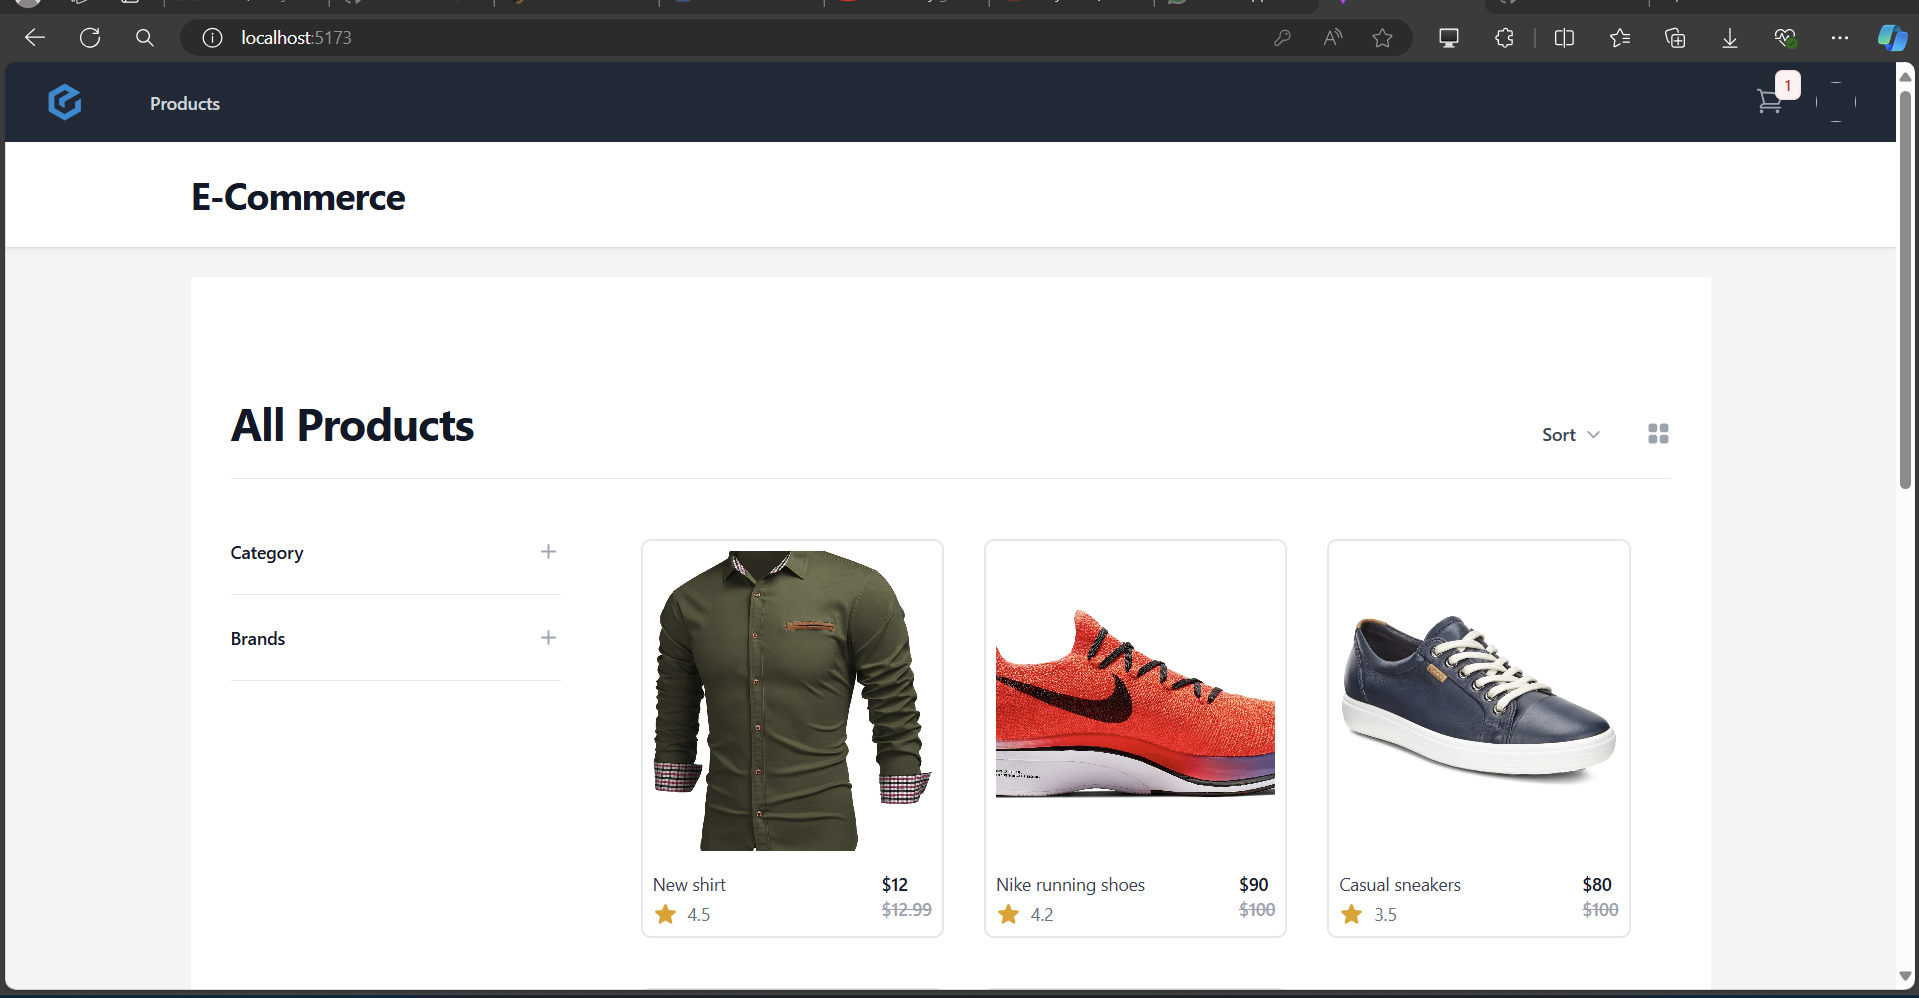 localhost:5173
Products
1
E-Commerce
All Products
Sort
Category
Brands
New shirt
$12
4.5
$12.99
Nike running shoes
$90
4.2
$100
Casual sneakers
$80
3.5
$100